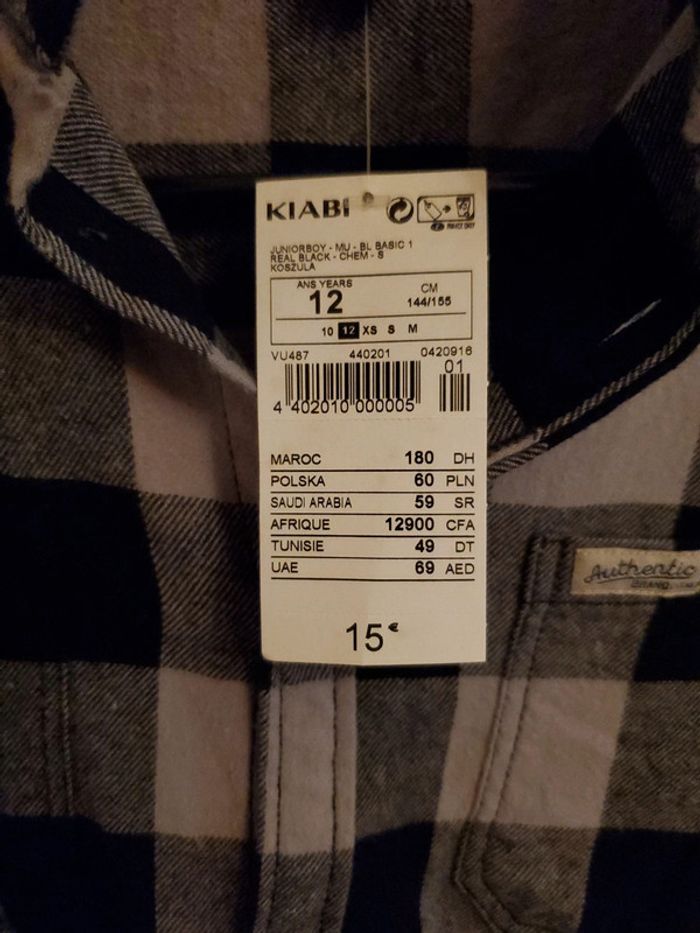 KIABI
JUNIORBOY - MU - BL BASIC 1
REAL BLACK - CHEM - S
KOSZULA
ANS YEARS
12
CM
144/155
10 12 XS S M
VU487 440201 0420916
01
4 402010 000005
MAROC 180 DH
POLSKA 60 PLN
SAUDI ARABIA 59 SR
AFRIQUE 12900 CFA
TUNISIE 49 DT
UAE 69 AED
15€
Authentic
BRAND